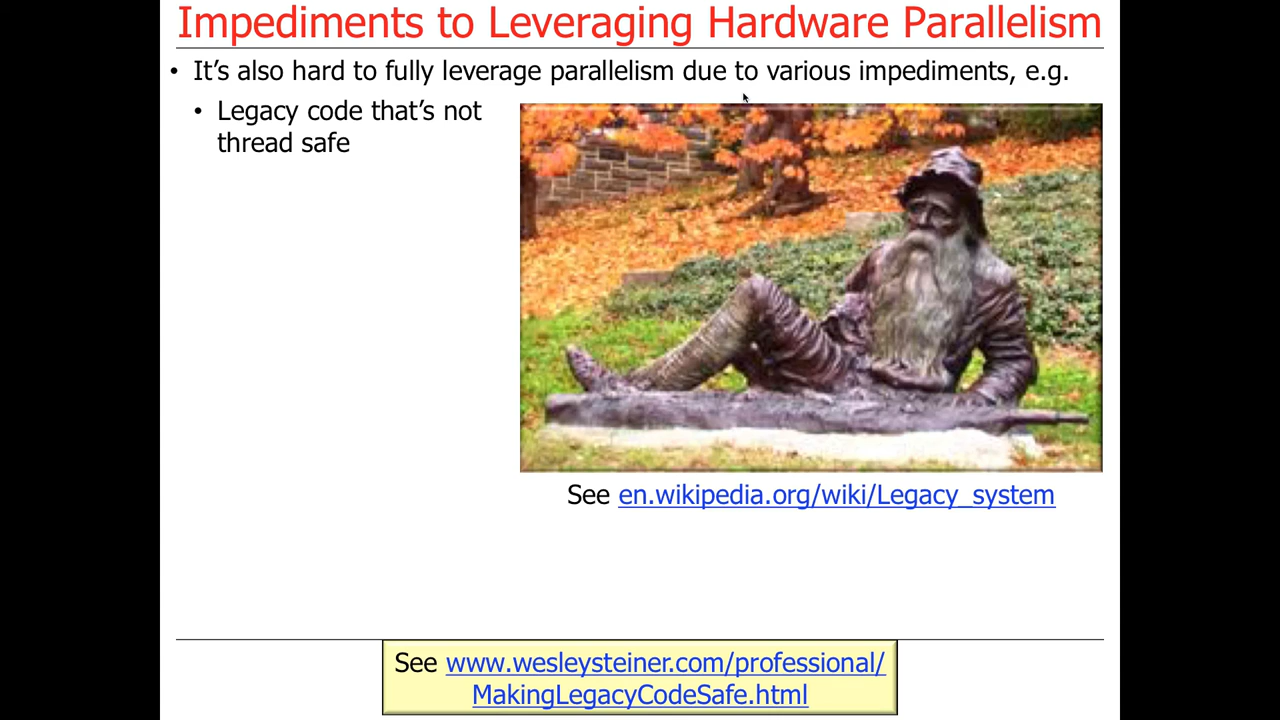 Impediments to Leveraging Hardware Parallelism
• It’s also hard to fully leverage parallelism due to various impediments, e.g.
• Legacy code that’s not
thread safe
See en.wikipedia.org/wiki/Legacy_system
See www.wesleysteiner.com/professional/
MakingLegacyCodeSafe.html